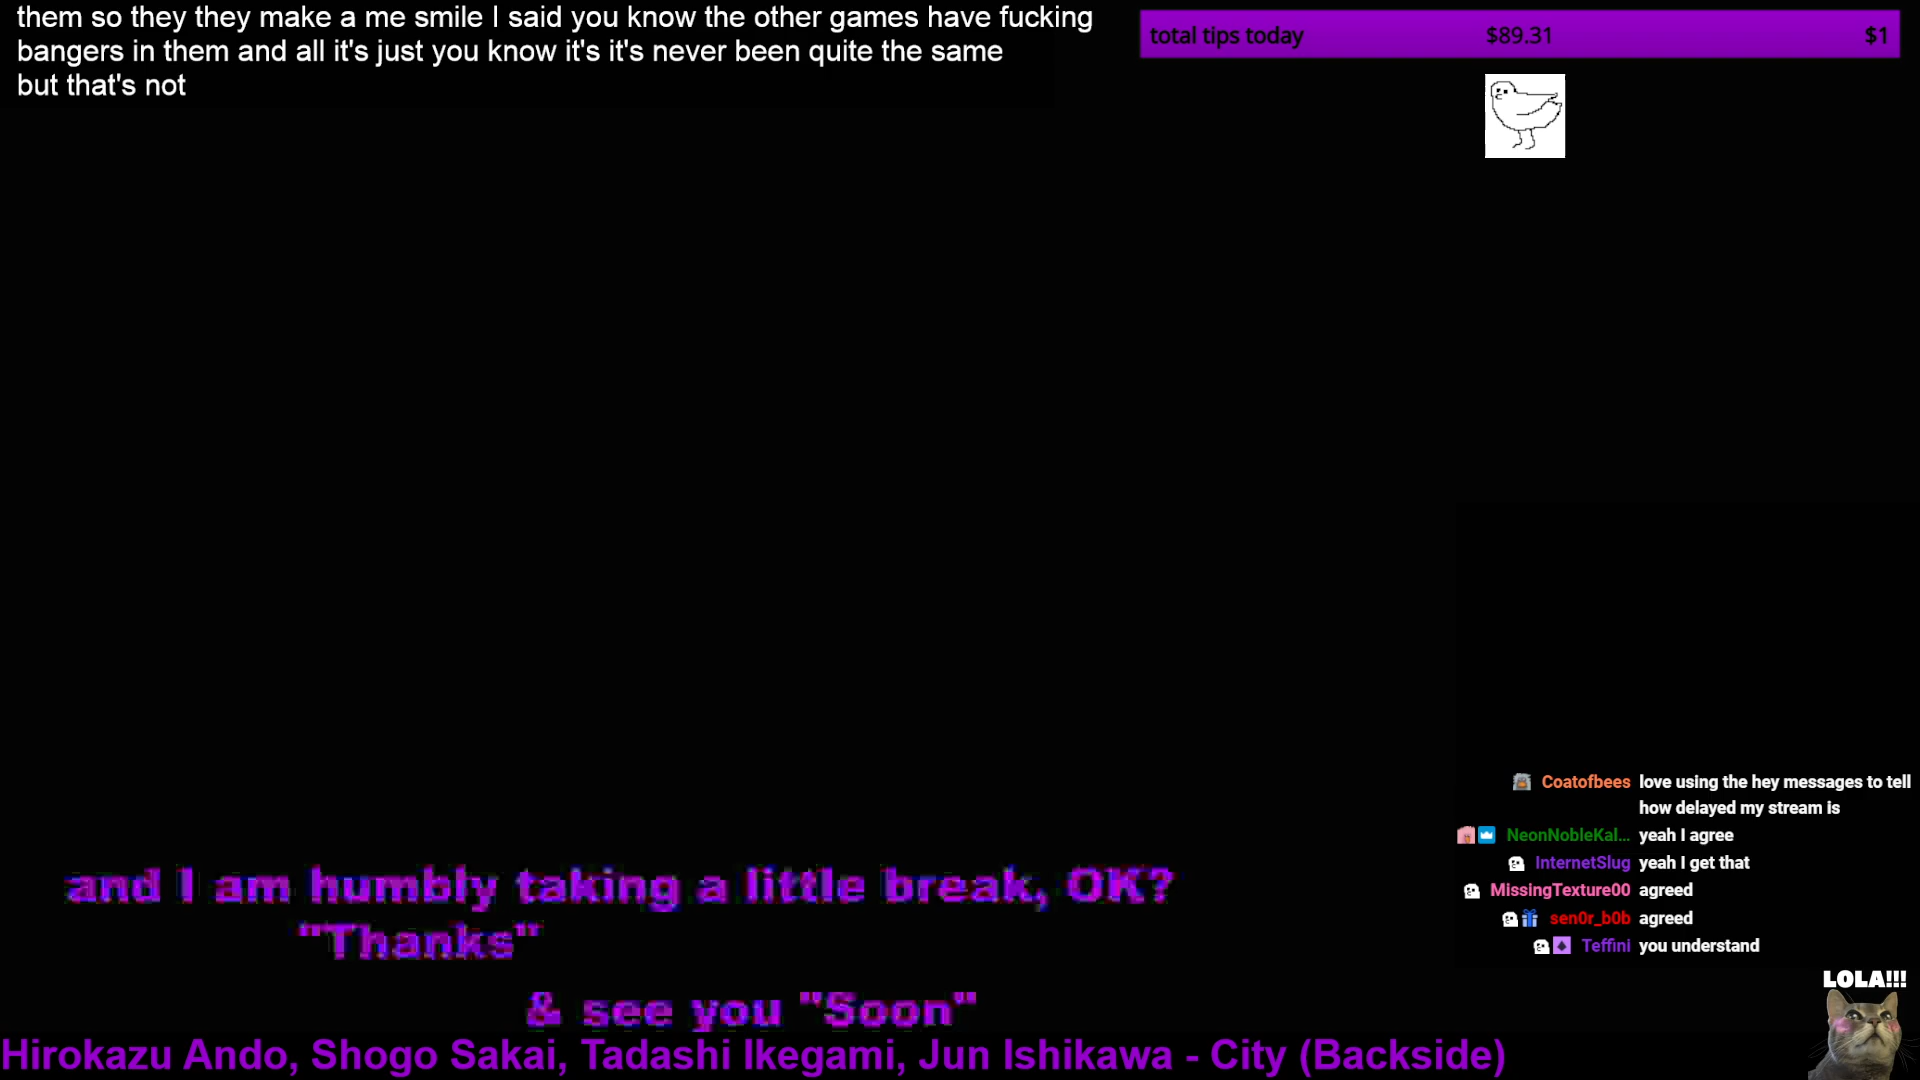 them so they they make a me smile I said you know the other games have fucking
bangers in them and all it's just you know it's it's never been quite the same
but that's not
total tips today $89.31 $1
Coatofbees love using the hey messages to tell
how delayed my stream is
NeonNobleKal... yeah I agree
InternetSlug yeah I get that
MissingTexture00 agreed
sen0r_b0b agreed
Teffini you understand
and I am humbly taking a little break, OK?
"Thanks"
& see you "Soon"
LOLA!!!
Hirokazu Ando, Shogo Sakai, Tadashi Ikegami, Jun Ishikawa - City (Backside)